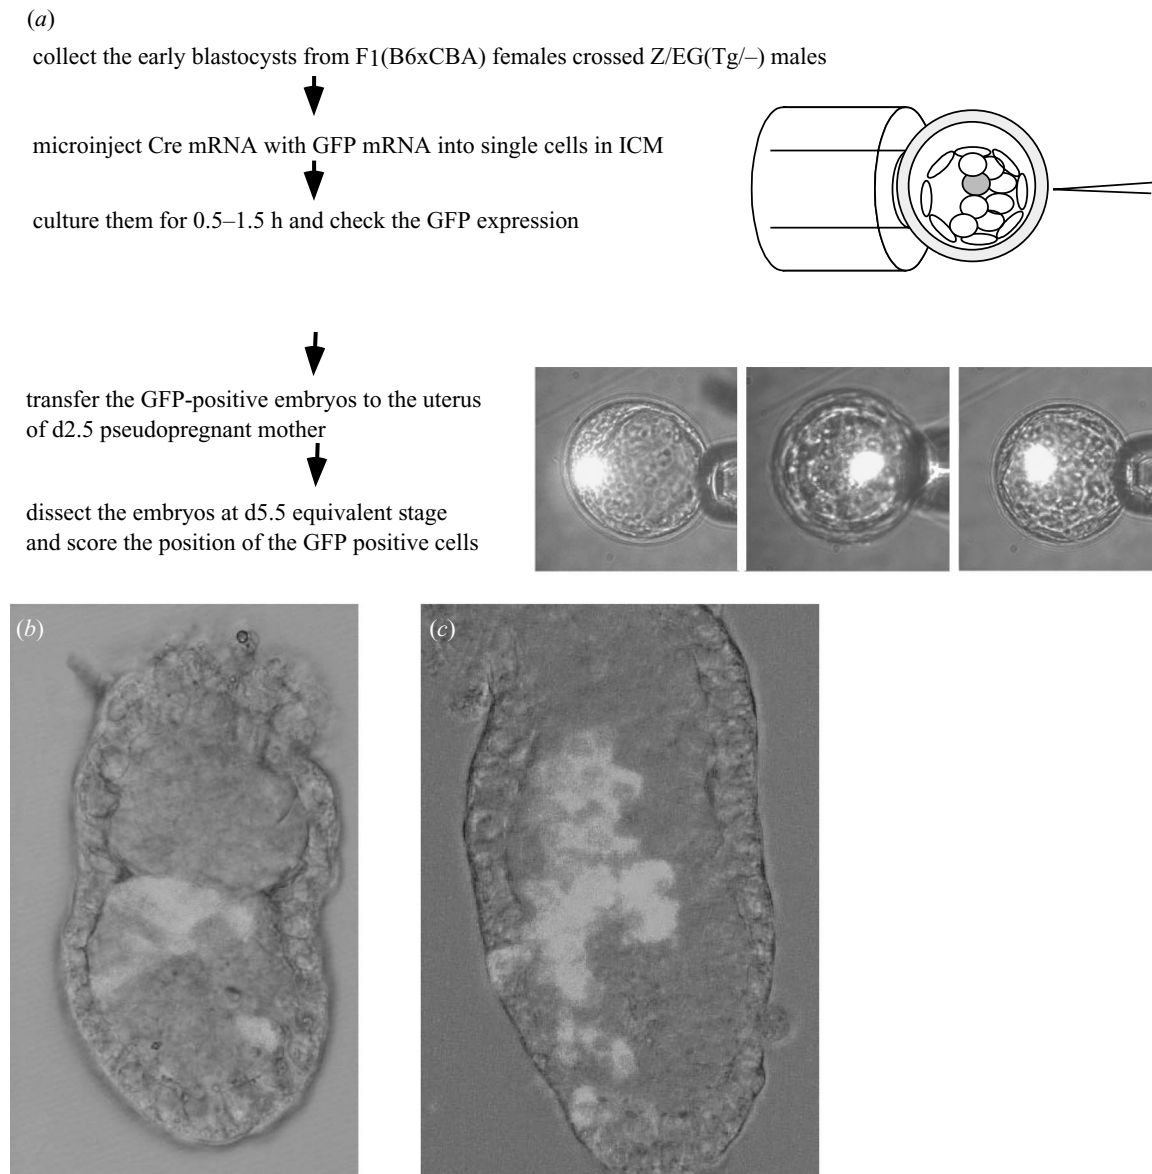 (a)
collect the early blastocysts from F1(B6xCBA) females crossed Z/EG(Tg/–) males
microinject Cre mRNA with GFP mRNA into single cells in ICM
culture them for 0.5–1.5 h and check the GFP expression
transfer the GFP-positive embryos to the uterus
of d2.5 pseudopregnant mother
dissect the embryos at d5.5 equivalent stage
and score the position of the GFP positive cells
(b)
(c)